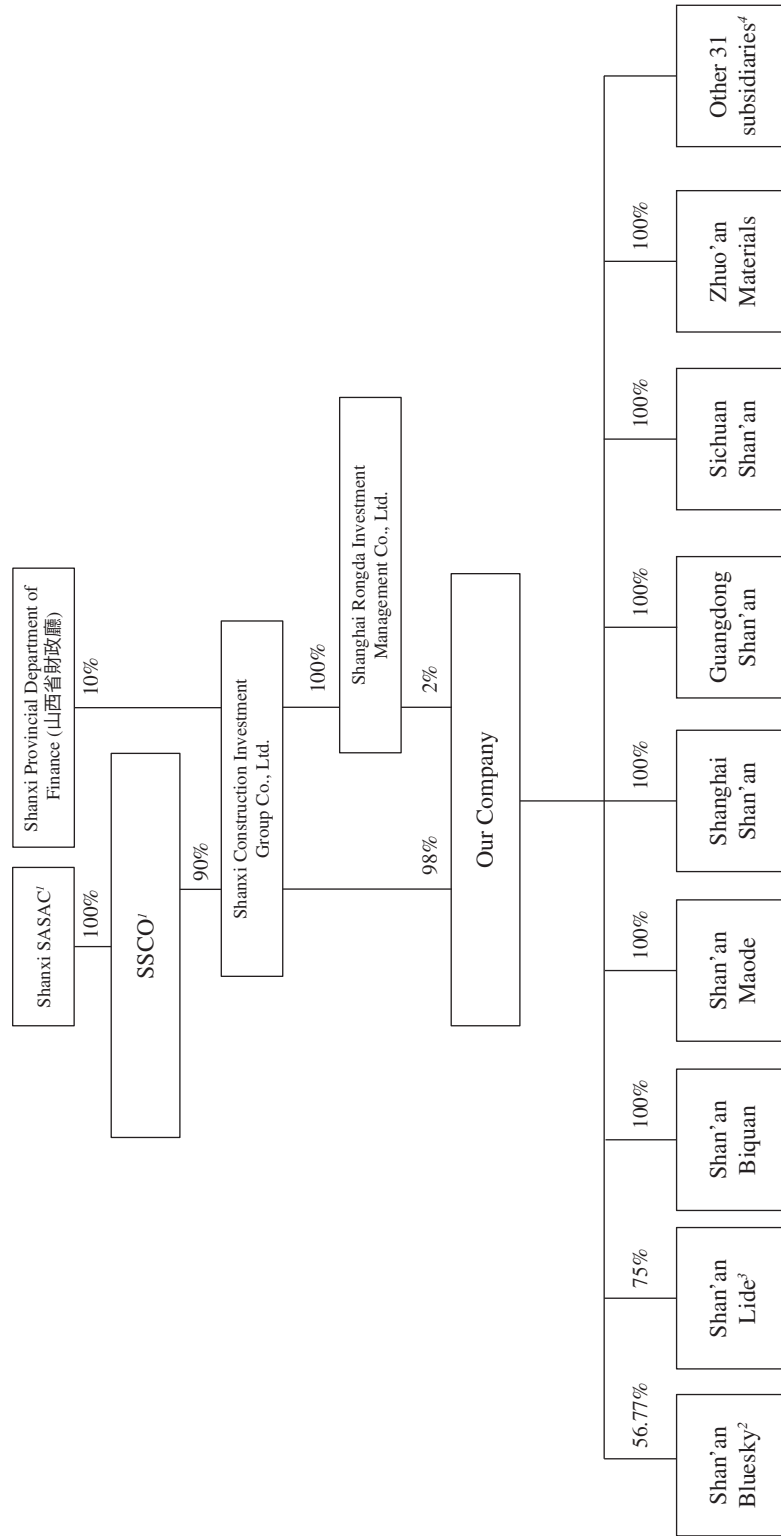 Shanxi SASAC¹
Shanxi Provincial Department of
Finance (山西省財政廳)
100%
10%
SSCO¹
90%
Shanxi Construction Investment
Group Co., Ltd.
100%
Shanghai Rongda Investment
Management Co., Ltd.
98%
2%
Our Company
56.77%
75%
100%
100%
100%
100%
100%
100%
Shan’an
Bluesky²
Shan’an
Lide³
Shan’an
Biquan
Shan’an
Maode
Shanghai
Shan’an
Guangdong
Shan’an
Sichuan
Shan’an
Zhuo’an
Materials
Other 31
subsidiaries⁴